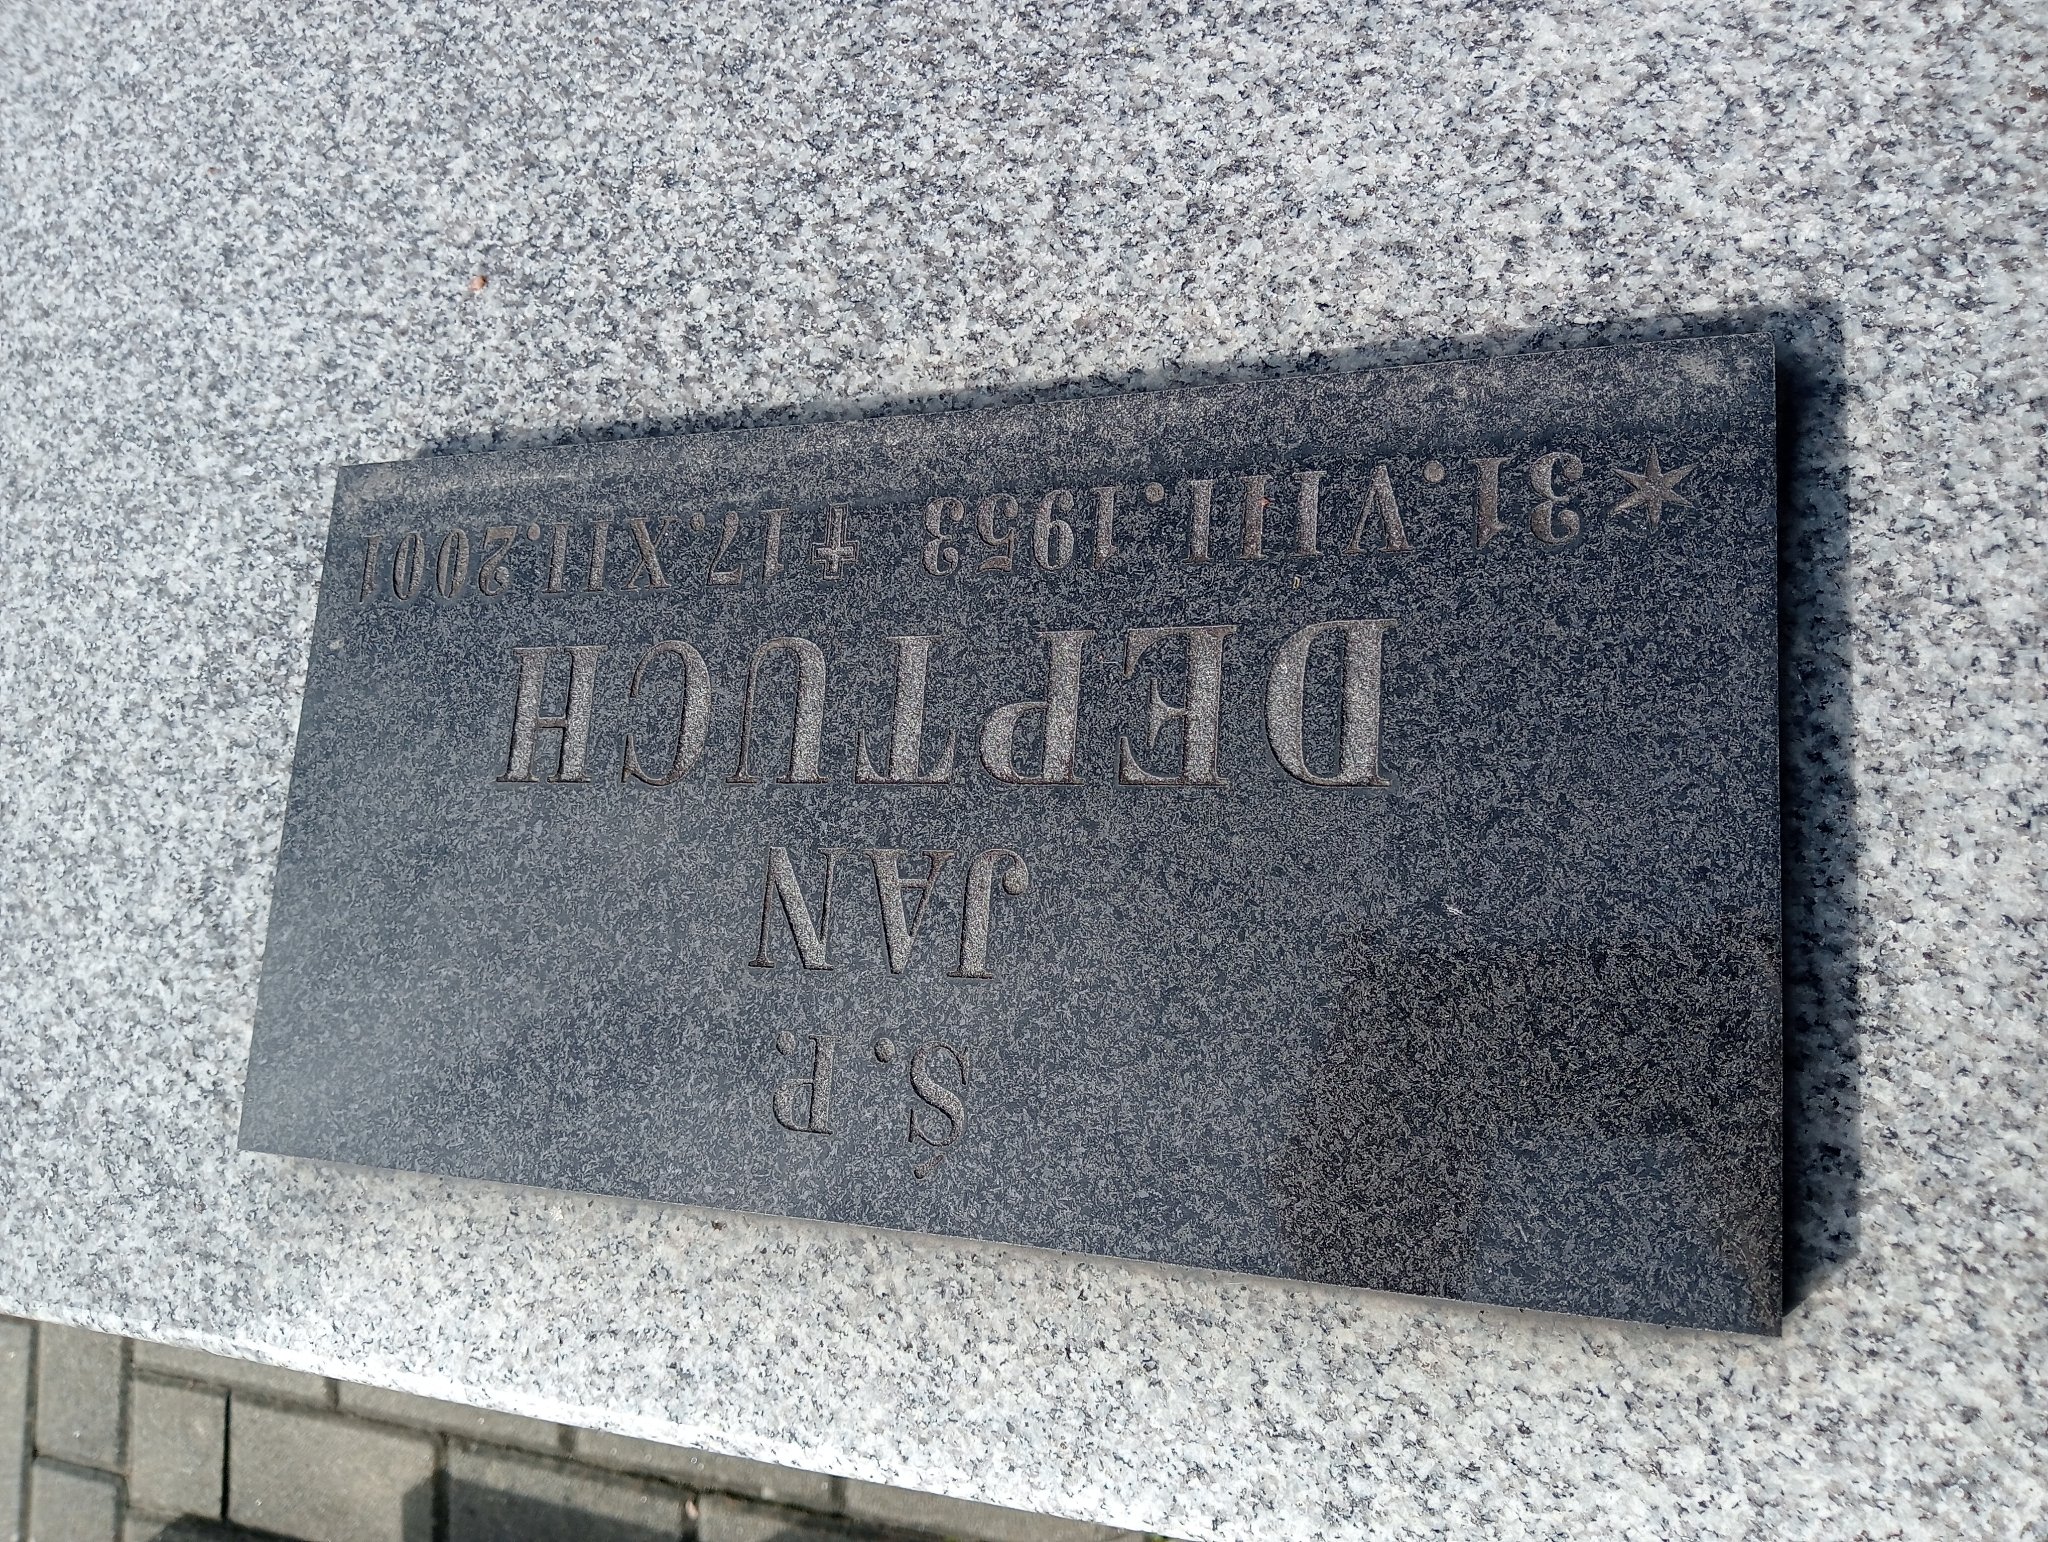 Ś.P.
JAN
DEPTUCH
✶31.VIII.1953 ✝17.XII.2001